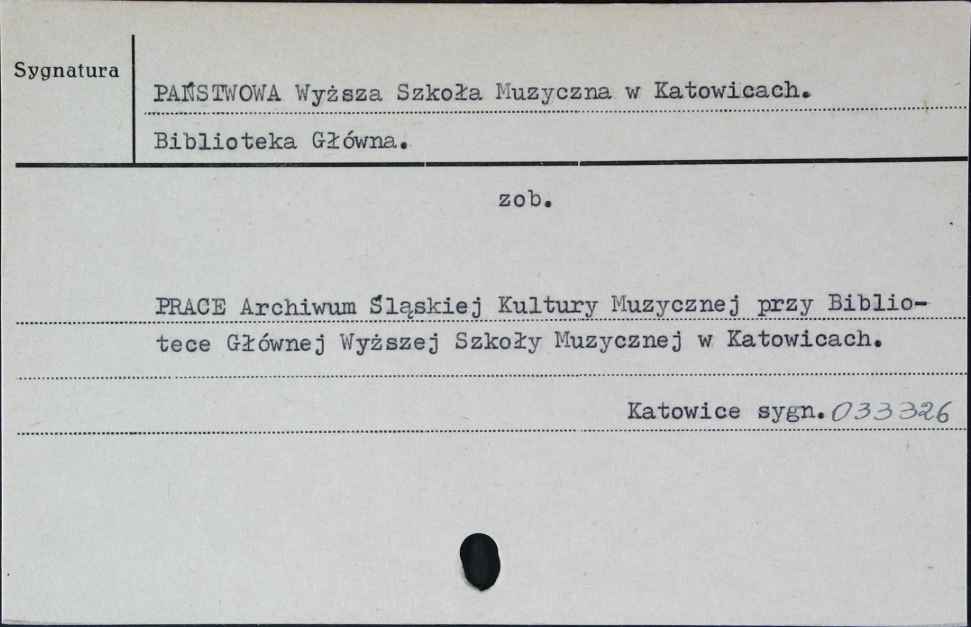 Sygnatura
PAŃSTWOWA Wyższa Szkoła Muzyczna w Katowicach.
Biblioteka Główna.
zob.
PRACE Archiwum Śląskiej Kultury Muzycznej przy Biblio-
tece Głównej Wyższej Szkoły Muzycznej w Katowicach.
Katowice sygn. 033326